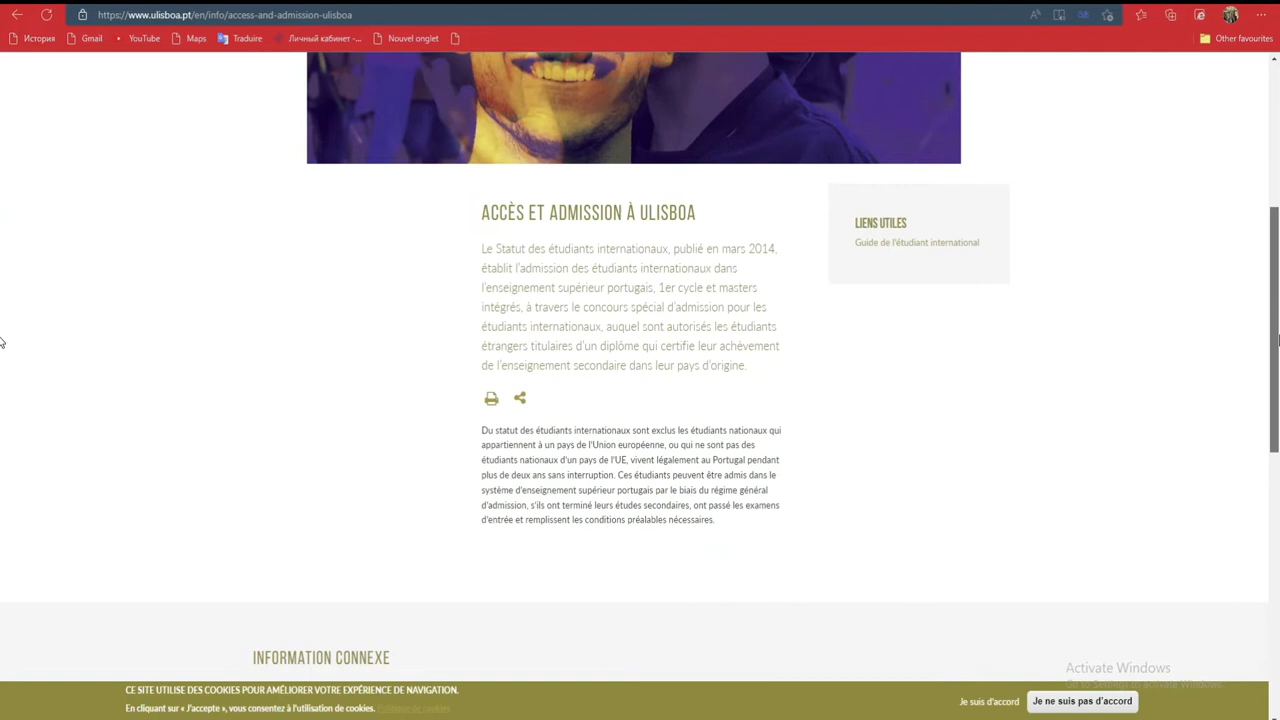 https://www.ulisboa.pt/en/info/access-and-admission-ulisboa
История Gmail YouTube Maps Traduire Личный кабинет -... Nouvel onglet Other favourites
ACCÈS ET ADMISSION À ULISBOA
Le Statut des étudiants internationaux, publié en mars 2014,
établit l'admission des étudiants internationaux dans
l'enseignement supérieur portugais, 1er cycle et masters
intégrés, à travers le concours spécial d'admission pour les
étudiants internationaux, auquel sont autorisés les étudiants
étrangers titulaires d'un diplôme qui certifie leur achèvement
de l'enseignement secondaire dans leur pays d'origine.
LIENS UTILES
Guide de l'étudiant international
Du statut des étudiants internationaux sont exclus les étudiants nationaux qui
appartiennent à un pays de l'Union européenne, ou qui ne sont pas des
étudiants nationaux d'un pays de l'UE, vivent légalement au Portugal pendant
plus de deux ans sans interruption. Ces étudiants peuvent être admis dans le
système d'enseignement supérieur portugais par le biais du régime général
d'admission, s'ils ont terminé leurs études secondaires, ont passé les examens
d'entrée et remplissent les conditions préalables nécessaires.
INFORMATION CONNEXE
Activate Windows
Go to Settings to activate Windows.
CE SITE UTILISE DES COOKIES POUR AMÉLIORER VOTRE EXPÉRIENCE DE NAVIGATION.
En cliquant sur « J'accepte », vous consentez à l'utilisation de cookies. Politique de cookies
Je suis d'accord Je ne suis pas d'accord